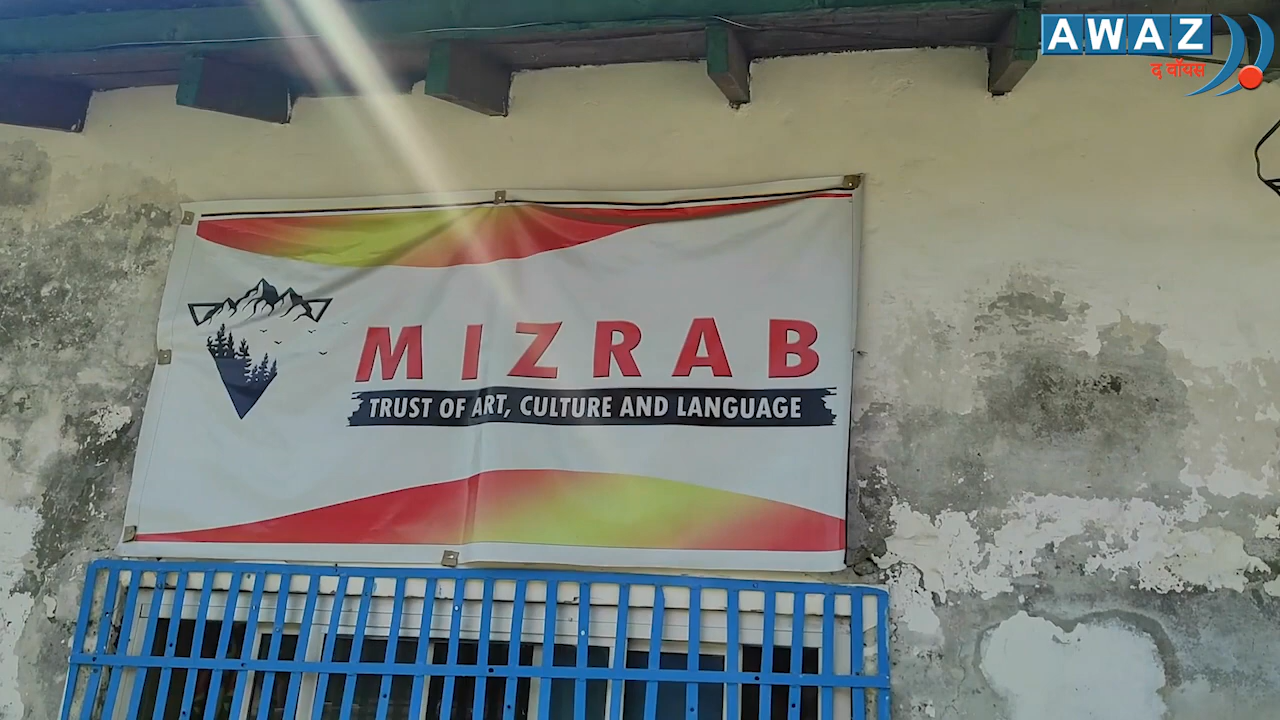 AWAZ
द वॉयस
MIZRAB
TRUST OF ART, CULTURE AND LANGUAGE